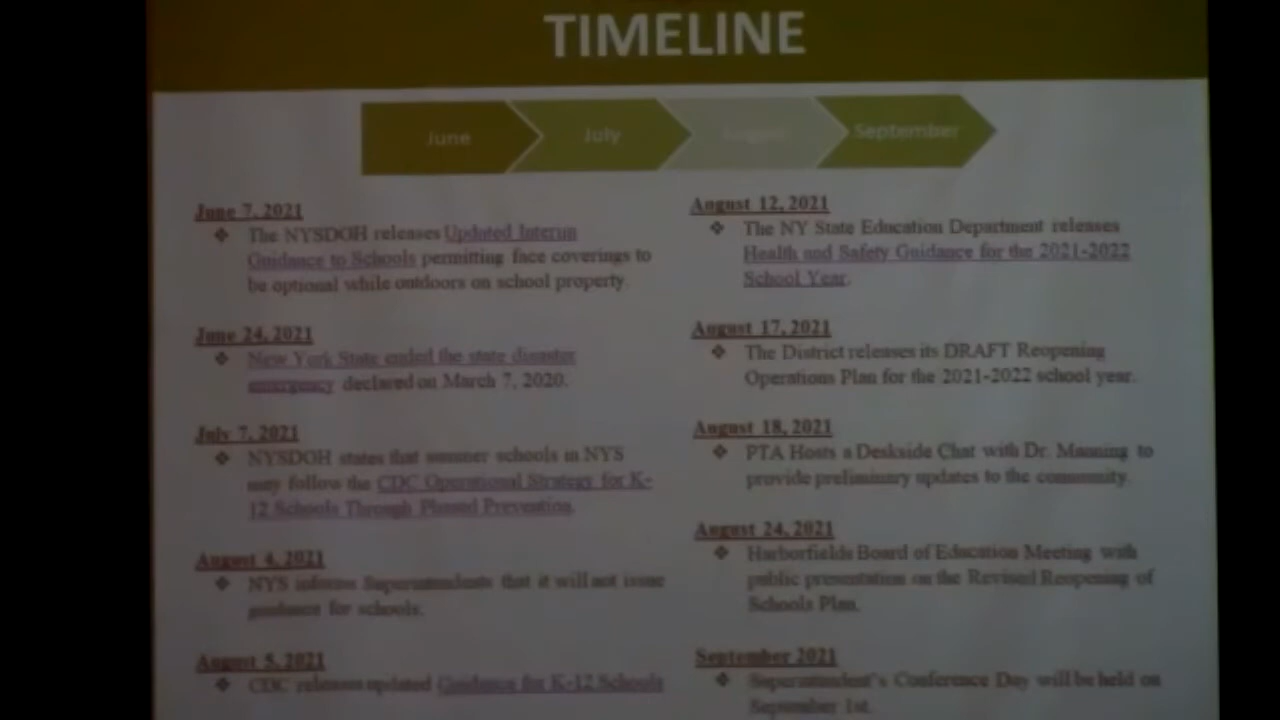 TIMELINE
June
July
August
September
June 7, 2021
❖ The NYSDOH releases Updated Interim
Guidance to Schools permitting face coverings to
be optional while outdoors on school property.
June 24, 2021
❖ New York State ended the state disaster
emergency declared on March 7, 2020.
July 7, 2021
❖ NYSDOH states that summer schools in NYS
may follow the CDC Operational Strategy for K-
12 Schools Through Phased Prevention.
August 4, 2021
❖ NYS informs Superintendents that it will not issue
guidance for schools.
August 5, 2021
❖ CDC releases updated Guidance for K-12 Schools
August 12, 2021
❖ The NY State Education Department releases
Health and Safety Guidance for the 2021-2022
School Year.
August 17, 2021
❖ The District releases its DRAFT Reopening
Operations Plan for the 2021-2022 school year.
August 18, 2021
❖ PTA Hosts a Deskside Chat with Dr. Manning to
provide preliminary updates to the community.
August 24, 2021
❖ Harborfields Board of Education Meeting with
public presentation on the Revised Reopening of
Schools Plan.
September 2021
❖ Superintendent's Conference Day will be held on
September 1st.